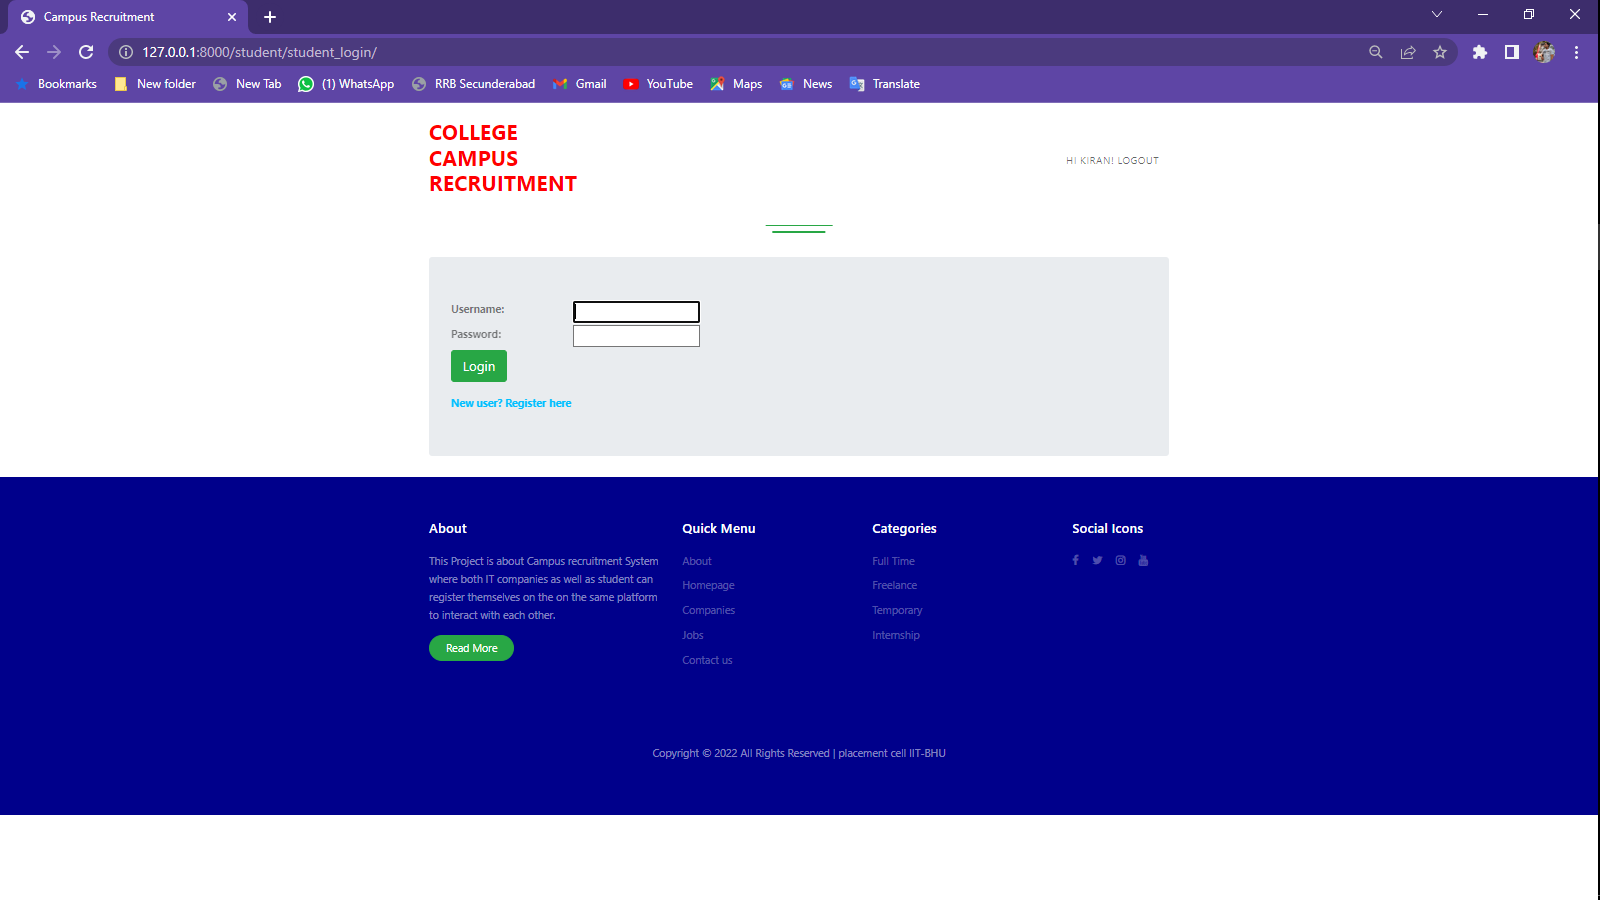 Campus Recruitment
127.0.0.1:8000/student/student_login/
Bookmarks New folder New Tab (1) WhatsApp RRB Secunderabad Gmail YouTube Maps News Translate
COLLEGE
CAMPUS
RECRUITMENT
HI KIRAN! LOGOUT
Username:
Password:
Login
New user? Register here
About
This Project is about Campus recruitment System
where both IT companies as well as student can
register themselves on the on the same platform
to interact with each other.
Read More
Quick Menu
About
Homepage
Companies
Jobs
Contact us
Categories
Full Time
Freelance
Temporary
Internship
Social Icons
Copyright © 2022 All Rights Reserved | placement cell IIT-BHU